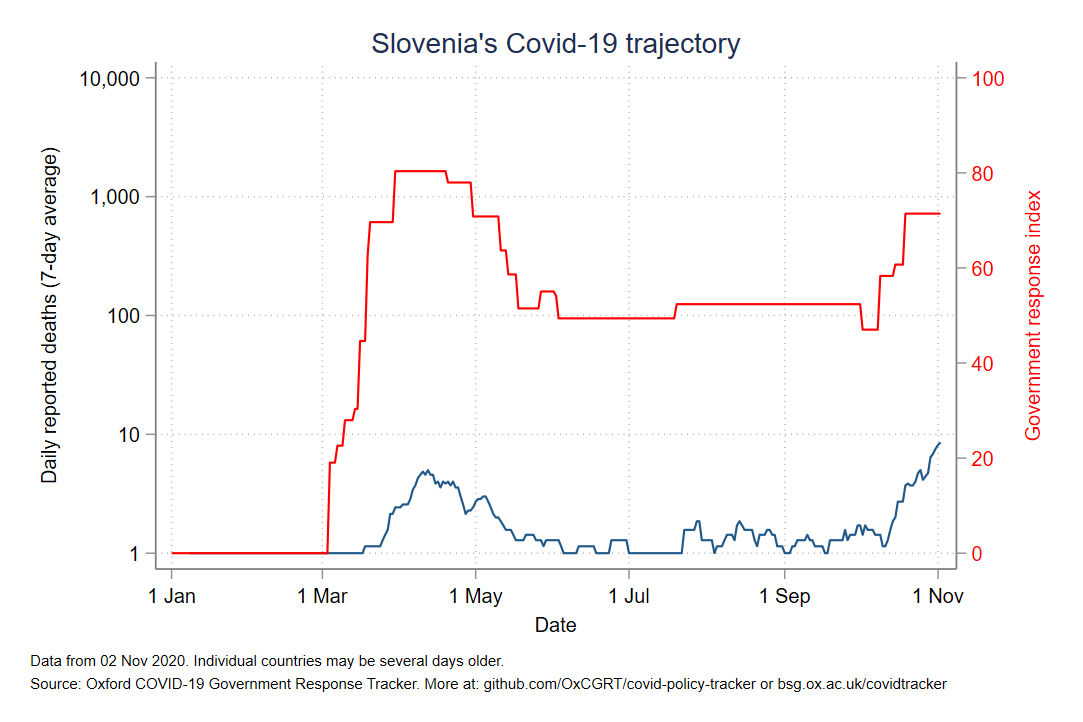 Slovenia's Covid-19 trajectory
10,000
1,000
100
10
1
Daily reported deaths (7-day average)
100
80
60
40
20
0
Government response index
1 Jan
1 Mar
1 May
1 Jul
1 Sep
1 Nov
Date
Data from 02 Nov 2020. Individual countries may be several days older.
Source: Oxford COVID-19 Government Response Tracker. More at: github.com/OxCGRT/covid-policy-tracker or bsg.ox.ac.uk/covidtracker